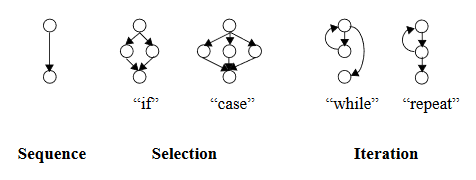 “if” “case” “while” “repeat”
Sequence Selection Iteration